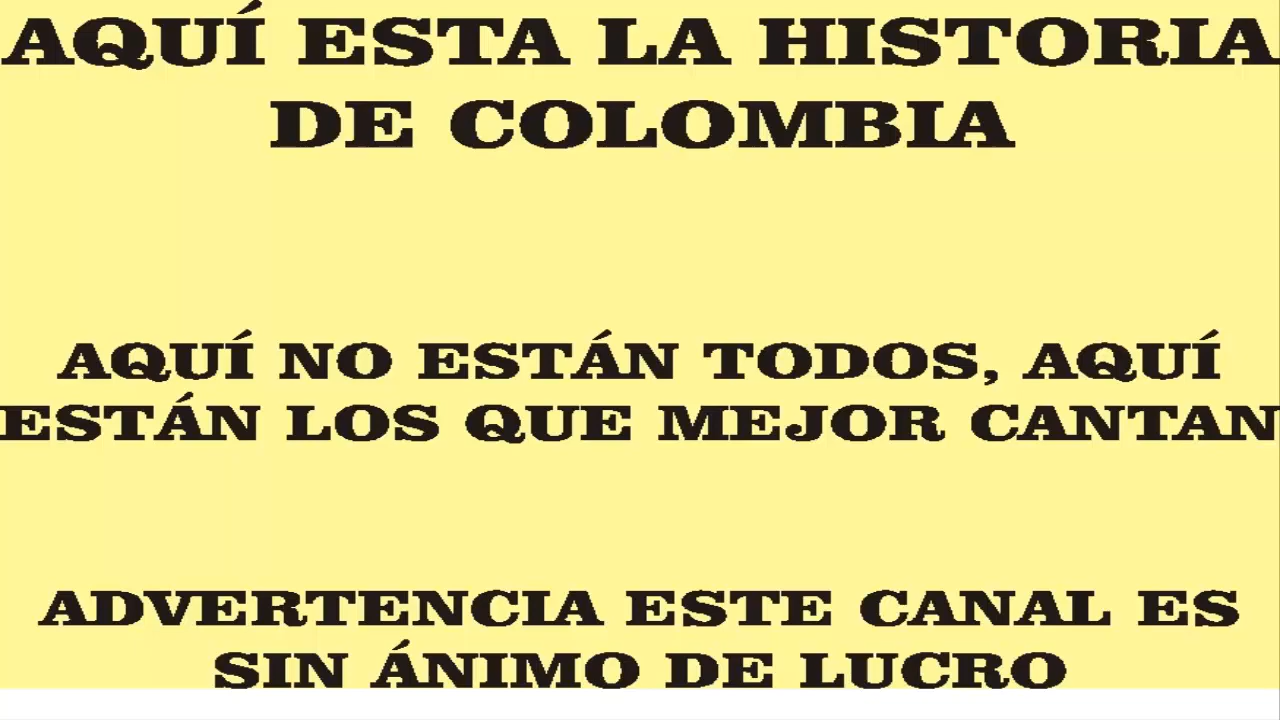 AQUÍ ESTA LA HISTORIA
DE COLOMBIA
AQUÍ NO ESTÁN TODOS, AQUÍ
ESTÁN LOS QUE MEJOR CANTAN
ADVERTENCIA ESTE CANAL ES
SIN ÁNIMO DE LUCRO